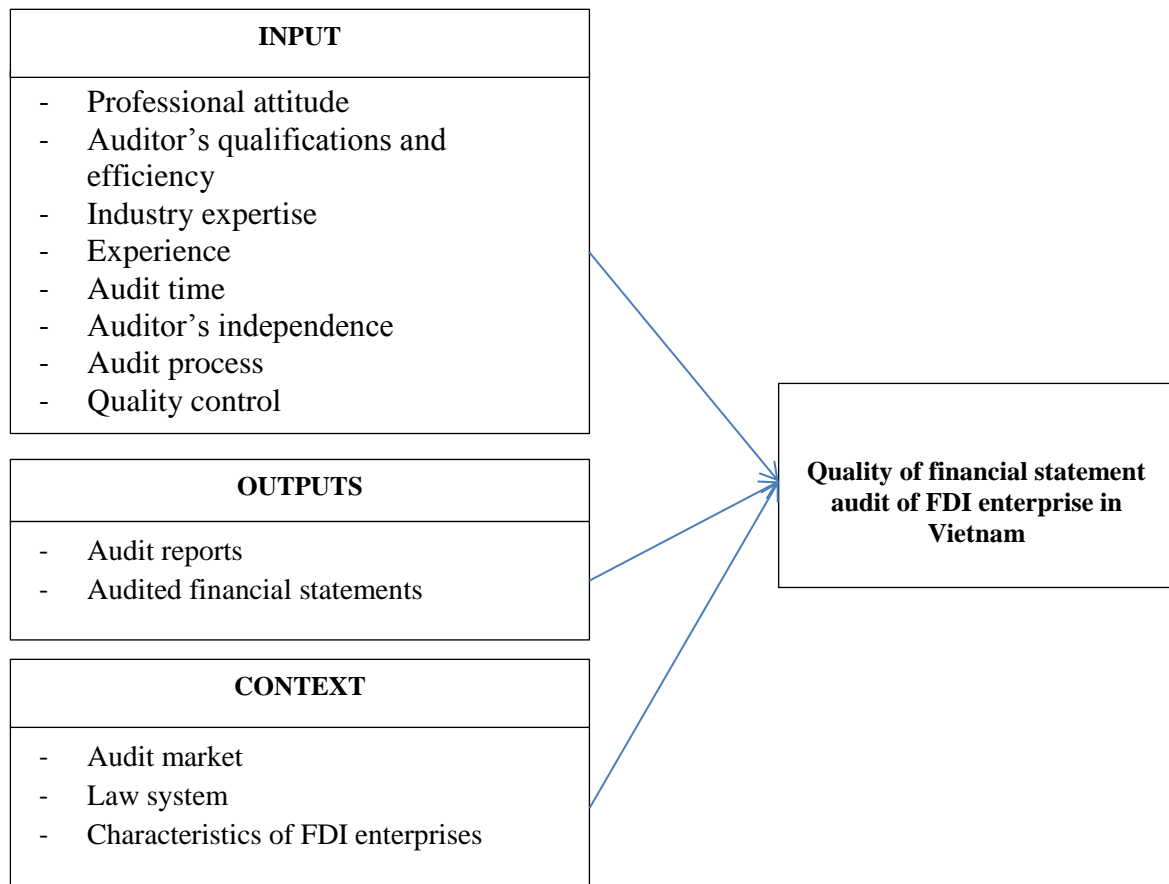 INPUT
- Professional attitude
- Auditor’s qualifications and
efficiency
- Industry expertise
- Experience
- Audit time
- Auditor’s independence
- Audit process
- Quality control
OUTPUTS
- Audit reports
- Audited financial statements
CONTEXT
- Audit market
- Law system
- Characteristics of FDI enterprises
Quality of financial statement
audit of FDI enterprise in
Vietnam